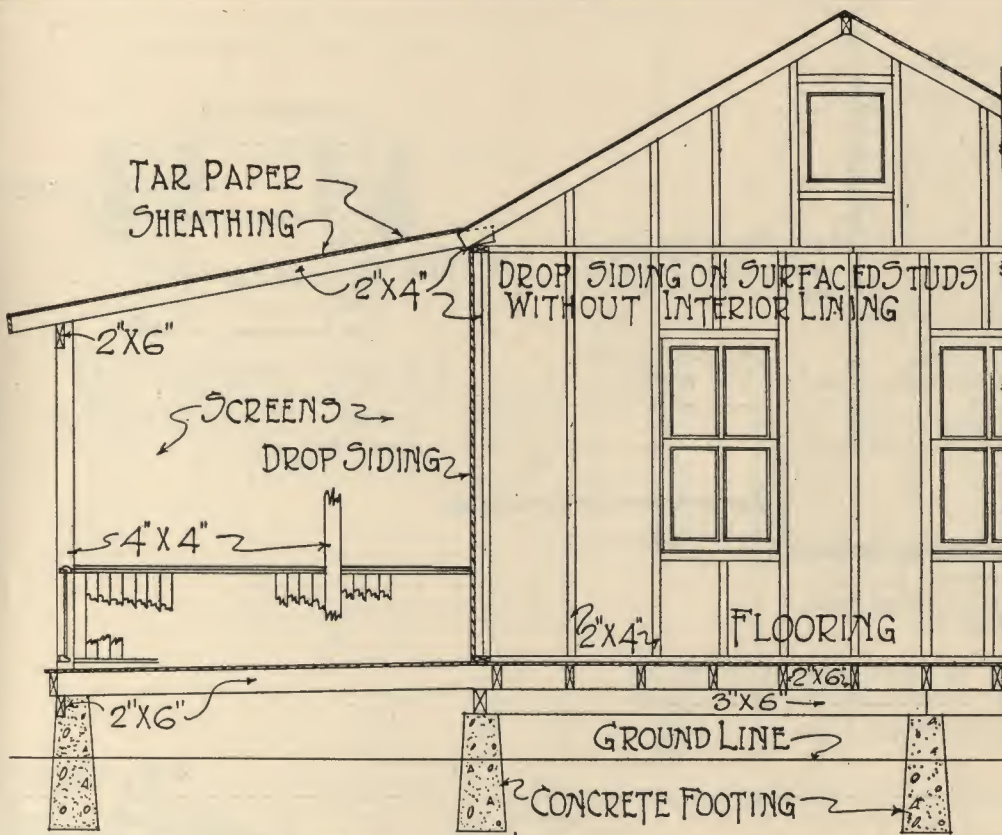 TAR PAPER
SHEATHING
2"X4"
DROP SIDING ON SURFACED STUDS
WITHOUT INTERIOR LINING
2"X6"
SCREENS
DROP SIDING
4"X4"
2"X4"
FLOORING
2"X6"
3"X6"
2"X6"
GROUND LINE
CONCRETE FOOTING